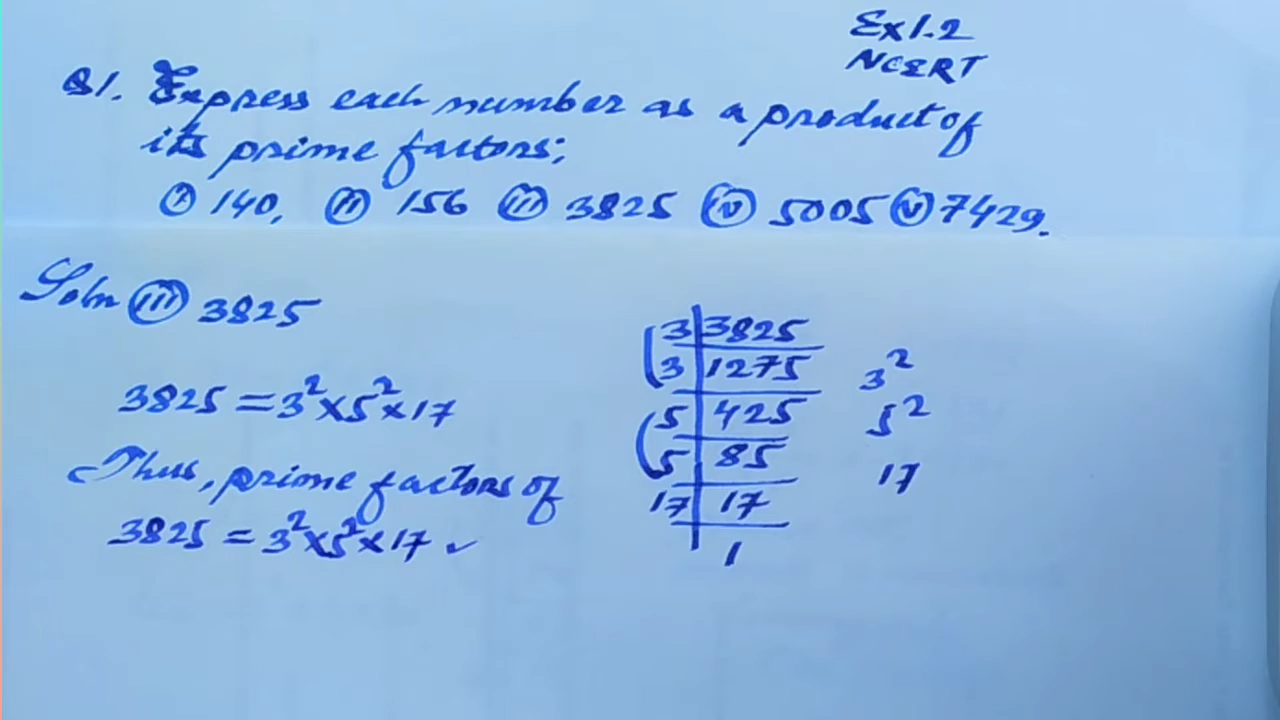 Ex 1.2
NCERT
Q1. Express each number as a product of
its prime factors;
(i) 140, (ii) 156 (iii) 3825 (iv) 5005 (v) 7429.
Soln (iii) 3825
3825 = 3² × 5² × 17
Thus, prime factors of
3825 = 3² × 5² × 17 ✓
3 | 3825
3 | 1275 3²
5 | 425 5²
5 | 85
17 | 17 17
1